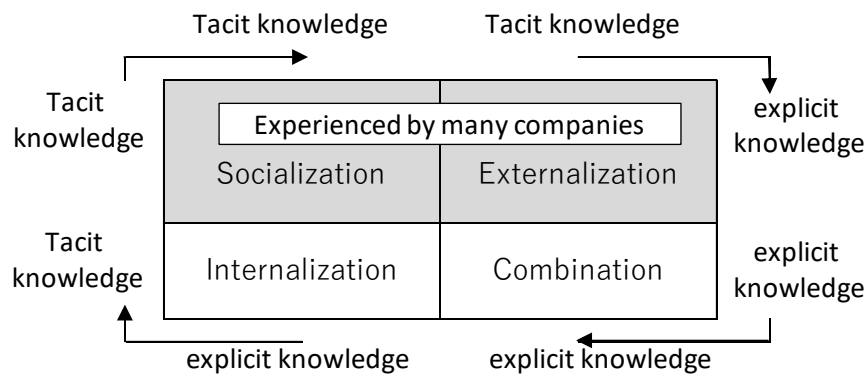 Tacit knowledge
Tacit knowledge
Tacit
knowledge
explicit
knowledge
Experienced by many companies
Socialization
Externalization
Tacit
knowledge
Internalization
Combination
explicit
knowledge
explicit knowledge
explicit knowledge